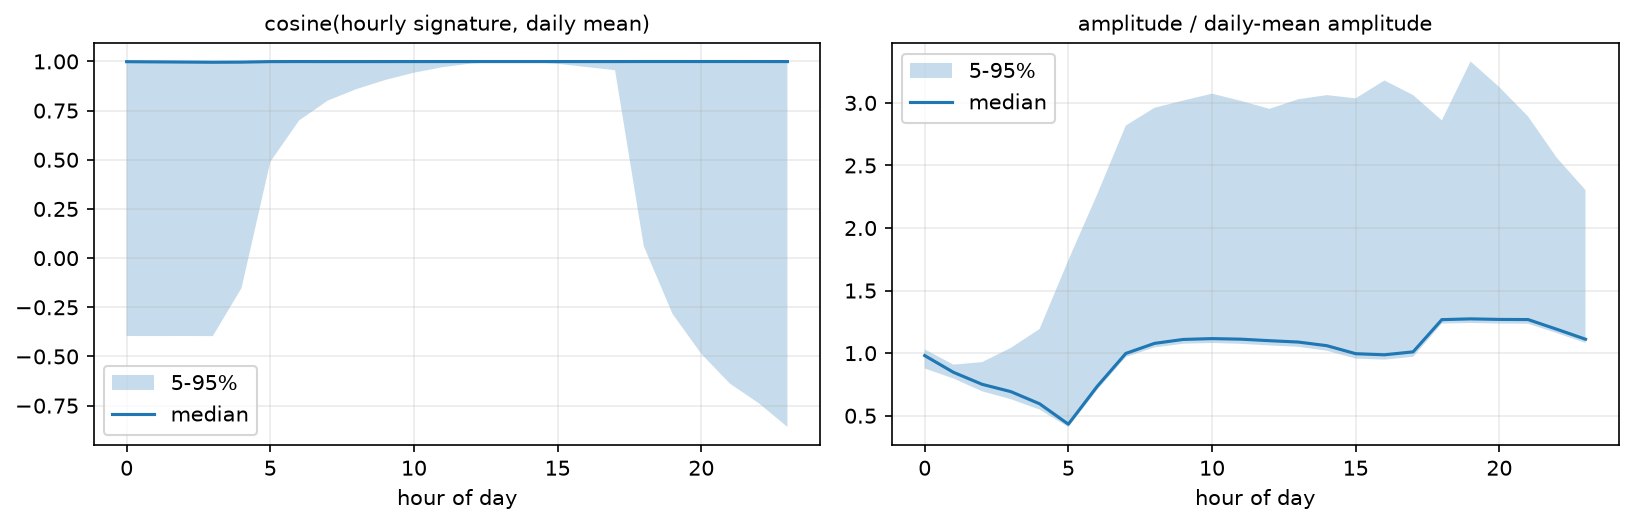 cosine(hourly signature, daily mean)
1.00
0.75
0.50
0.25
0.00
−0.25
−0.50
−0.75
5-95%
median
0 5 10 15 20
hour of day
amplitude / daily-mean amplitude
5-95%
median
3.0
2.5
2.0
1.5
1.0
0.5
0 5 10 15 20
hour of day